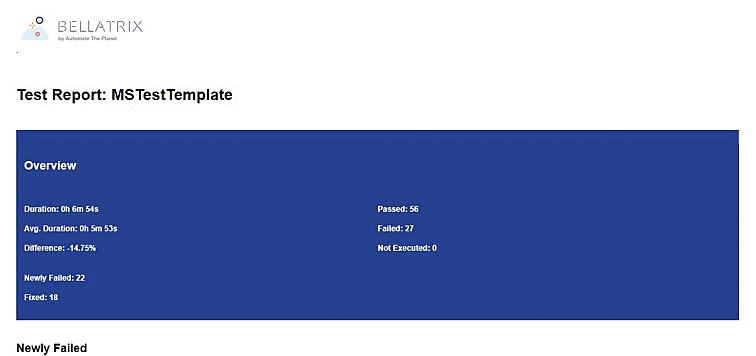 BELLATRIX
by Automate The Planet
Test Report: MSTestTemplate
Overview
Duration: 0h 6m 54s
Avg. Duration: 0h 5m 53s
Difference: -14.75%
Newly Failed: 22
Fixed: 18
Passed: 56
Failed: 27
Not Executed: 0
Newly Failed